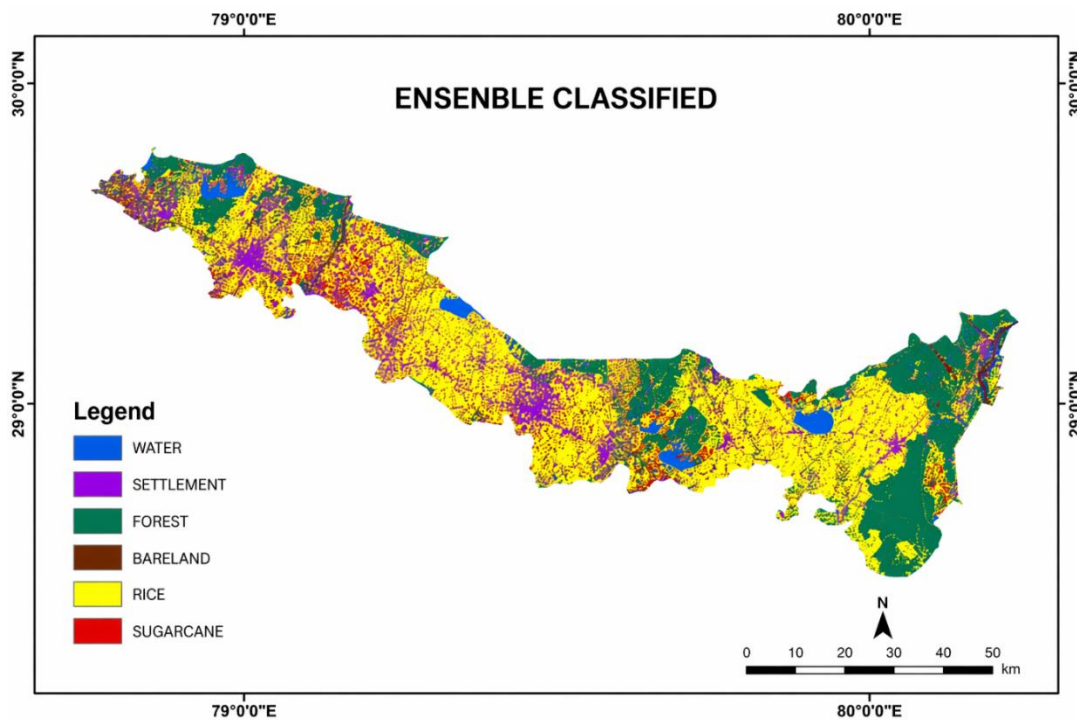 79°0'0"E 80°0'0"E
30°0'0"N 30°0'0"N
ENSENBLE CLASSIFIED
29°0'0"N 29°0'0"N
Legend
WATER
SETTLEMENT
FOREST
BARELAND
RICE
SUGARCANE
N
0 10 20 30 40 50
km
79°0'0"E 80°0'0"E